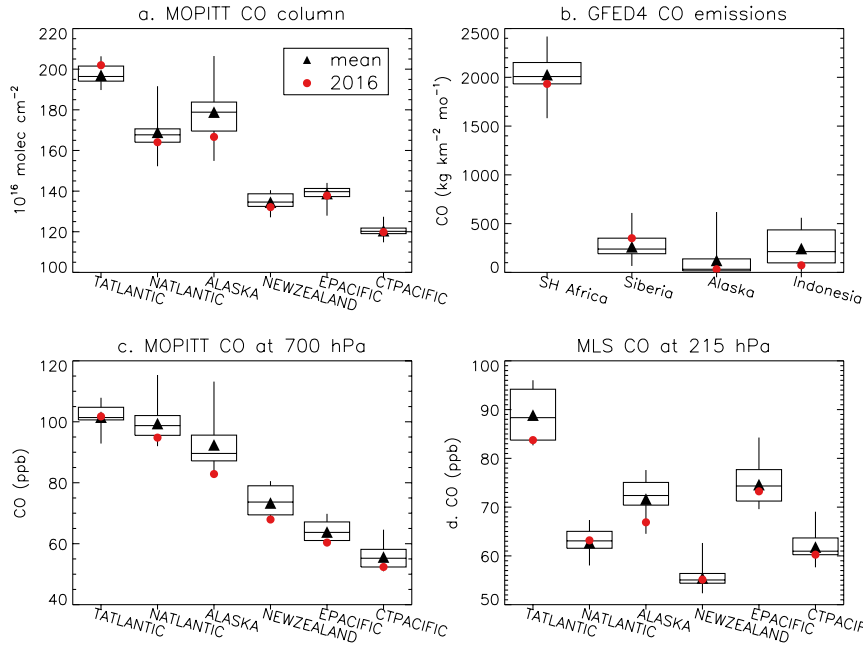 a. MOPITT CO column
10¹⁶ molec cm⁻²
200
180
160
140
120
100
mean
2016
TATLANTIC
NATLANTIC
ALASKA
NEWZEALAND
EPACIFIC
CTPACIFIC
b. GFED4 CO emissions
CO (kg km⁻² mo⁻¹)
2500
2000
1500
1000
500
0
SH Africa
Siberia
Alaska
Indonesia
c. MOPITT CO at 700 hPa
CO (ppb)
120
100
80
60
40
TATLANTIC
NATLANTIC
ALASKA
NEWZEALAND
EPACIFIC
CTPACIFIC
MLS CO at 215 hPa
d. CO (ppb)
100
90
80
70
60
50
TATLANTIC
NATLANTIC
ALASKA
NEWZEALAND
EPACIFIC
CTPACIFIC